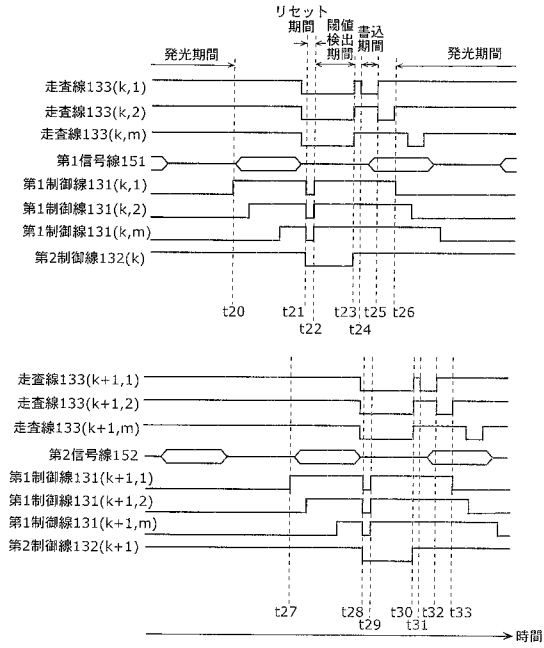 リセット
期間
閾値
検出
期間
書込
期間
発光期間
発光期間
走査線133(k,1)
走査線133(k,2)
走査線133(k,m)
第1信号線151
第1制御線131(k,1)
第1制御線131(k,2)
第1制御線131(k,m)
第2制御線132(k)
t20 t21 t23 t25 t26
t22 t24
走査線133(k+1,1)
走査線133(k+1,2)
走査線133(k+1,m)
第2信号線152
第1制御線131(k+1,1)
第1制御線131(k+1,2)
第1制御線131(k+1,m)
第2制御線132(k+1)
t27 t28 t30 t32 t33
t29 t31
時間